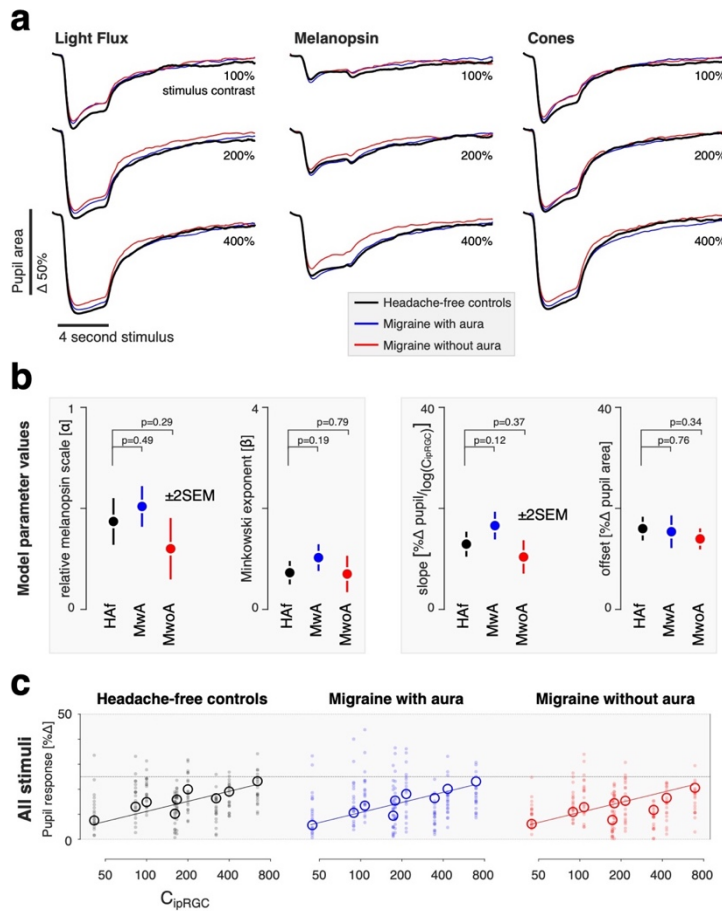 a
Light Flux
Melanopsin
Cones
100%
stimulus contrast
100%
100%
200%
200%
200%
400%
400%
400%
Pupil area
Δ 50%
4 second stimulus
Headache-free controls
Migraine with aura
Migraine without aura
b
Model parameter values
relative melanopsin scale [α]
1
0
p=0.29
p=0.49
±2SEM
HAf
MwA
MwoA
Minkowski exponent [β]
4
0
p=0.79
p=0.19
HAf
MwA
MwoA
slope [%Δ pupil/log(CipRGC)]
40
0
p=0.37
p=0.12
±2SEM
HAf
MwA
MwoA
offset [%Δ pupil area]
40
0
p=0.34
p=0.76
HAf
MwA
MwoA
c
Headache-free controls
Migraine with aura
Migraine without aura
All stimuli
Pupil response [%Δ]
50
0
50 100 200 400 800
50 100 200 400 800
50 100 200 400 800
CipRGC